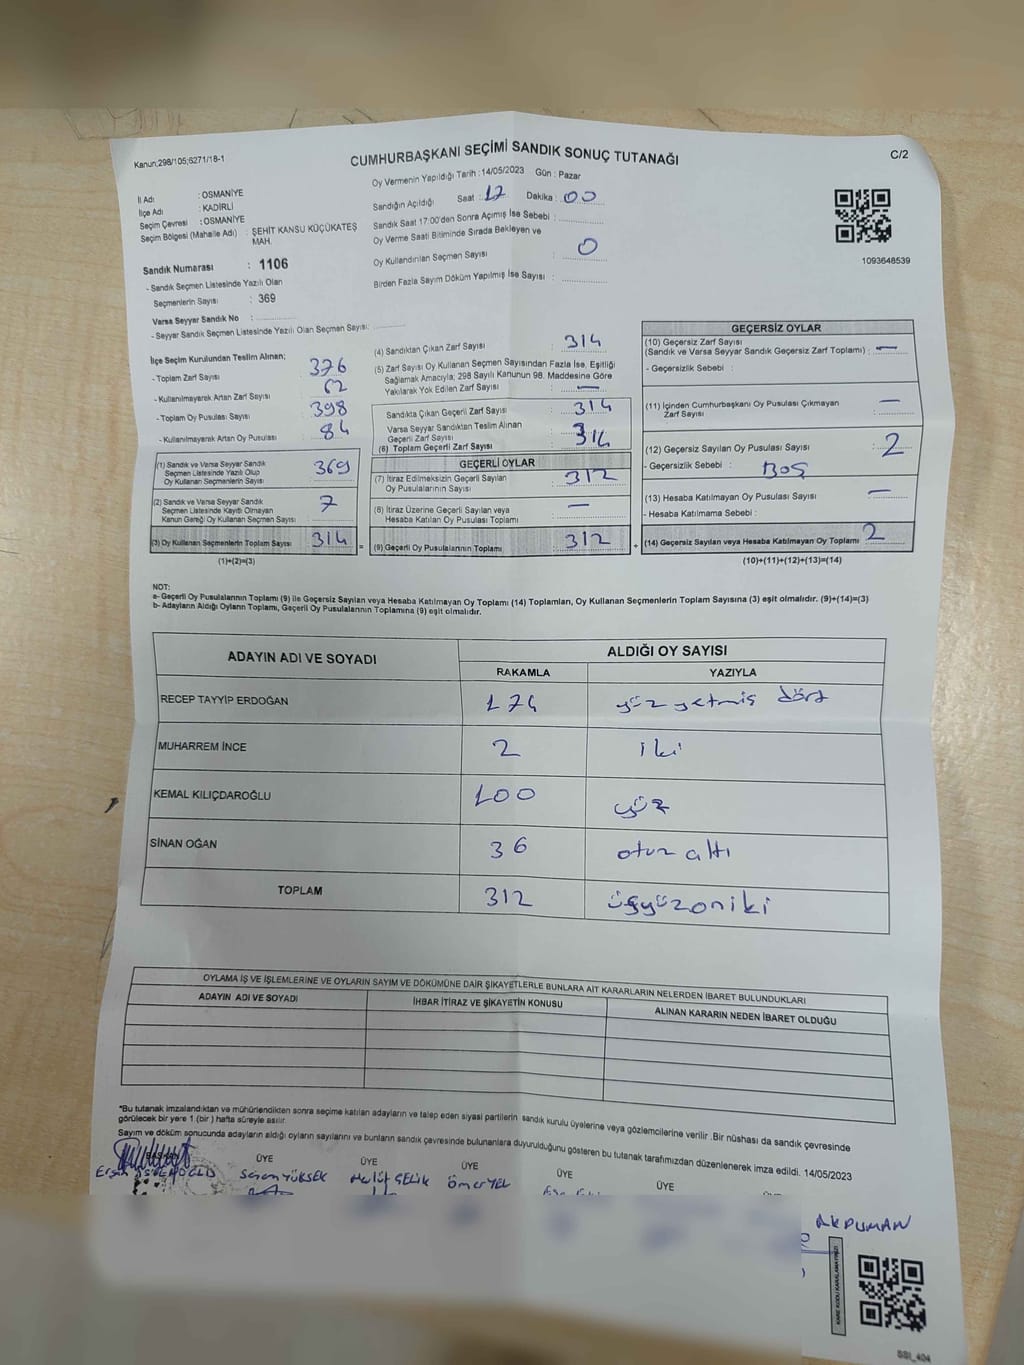 Kanun;298/105;6271/18-1
CUMHURBAŞKANI SEÇİMİ SANDIK SONUÇ TUTANAĞI
C/2
İl Adı : OSMANİYE
İlçe Adı : KADİRLİ
Seçim Çevresi : OSMANİYE
Seçim Bölgesi (Mahalle Adı) : ŞEHİT KANSU KÜÇÜKATEŞ
MAH.
Sandık Numarası : 1106
- Sandık Seçmen Listesinde Yazılı Olan
Seçmenlerin Sayısı : 369
Varsa Seyyar Sandık No :
- Seyyar Sandık Seçmen Listesinde Yazılı Olan Seçmen Sayısı:
Oy Vermenin Yapıldığı Tarih : 14/05/2023 Gün : Pazar
Sandığın Açıldığı Saat : 17 Dakika : 00
Sandık Saat 17:00'den Sonra Açımış İse Sebebi :
Oy Verme Saati Bitiminde Sırada Bekleyen ve
Oy Kullandırılan Seçmen Sayısı : 0
Birden Fazla Sayım Döküm Yapılmış İse Sayısı :
1093648539
İlçe Seçim Kurulundan Teslim Alınan;
- Toplam Zarf Sayısı 376
- Kullanılmayarak Artan Zarf Sayısı 62
- Toplam Oy Pusulası Sayısı 398
- Kullanılmayarak Artan Oy Pusulası 84
(1) Sandık ve Varsa Seyyar Sandık
Seçmen Listesinde Yazılı Olup
Oy Kullanan Seçmenlerin Sayısı : 369
(2) Sandık ve Varsa Seyyar Sandık
Seçmen Listesinde Kayıtlı Olmayan
Kanun Gereği Oy Kullanan Seçmen Sayısı : 7
(3) Oy Kullanan Seçmenlerin Toplam Sayısı : 314 =
(1)+(2)=(3)
(4) Sandıktan Çıkan Zarf Sayısı : 314
(5) Zarf Sayısı Oy Kullanan Seçmen Sayısından Fazla İse, Eşitliği
Sağlamak Amacıyla; 298 Sayılı Kanunun 98. Maddesine Göre
Yakılarak Yok Edilen Zarf Sayısı : —
Sandıkta Çıkan Geçerli Zarf Sayısı : 314
Varsa Seyyar Sandıktan Teslim Alınan
Geçerli Zarf Sayısı :
(6) Toplam Geçerli Zarf Sayısı : 314
GEÇERLİ OYLAR
(7) İtiraz Edilmeksizin Geçerli Sayılan
Oy Pusulalarının Sayısı : 312
(8) İtiraz Üzerine Geçerli Sayılan veya
Hesaba Katılan Oy Pusulası Toplamı : —
(9) Geçerli Oy Pusulalarının Toplamı : 312 +
GEÇERSİZ OYLAR
(10) Geçersiz Zarf Sayısı
(Sandık ve Varsa Seyyar Sandık Geçersiz Zarf Toplamı) : —
- Geçersizlik Sebebi :
(11) İçinden Cumhurbaşkanı Oy Pusulası Çıkmayan
Zarf Sayısı : —
(12) Geçersiz Sayılan Oy Pusulası Sayısı : 2
- Geçersizlik Sebebi : BOŞ
(13) Hesaba Katılmayan Oy Pusulası Sayısı : —
- Hesaba Katılmama Sebebi :
(14) Geçersiz Sayılan veya Hesaba Katılmayan Oy Toplamı : 2
(10)+(11)+(12)+(13)=(14)
NOT:
a- Geçerli Oy Pusulasının Toplamı (9) ile Geçersiz Sayılan veya Hesaba Katılmayan Oy Toplamı (14) Toplamları, Oy Kullanan Seçmenlerin Toplam Sayısına (3) eşit olmalıdır. (9)+(14)=(3)
b- Adayların Aldığı Oyların Toplamı, Geçerli Oy Pusulalarının Toplamına (9) eşit olmalıdır.
ADAYIN ADI VE SOYADI ALDIĞI OY SAYISI
RAKAMLA YAZIYLA
RECEP TAYYİP ERDOĞAN 174 yüz yetmiş dört
MUHARREM İNCE 2 iki
KEMAL KILIÇDAROĞLU 100 yüz
SİNAN OĞAN 36 otuz altı
TOPLAM 312 üçyüzoniki
OYLAMA İŞ VE İŞLEMLERİNE VE OYLARIN SAYIM VE DÖKÜMÜNE DAİR ŞİKAYETLERLE BUNLARA AİT KARARLARIN NELERDEN İBARET BULUNDUKLARI
ADAYIN ADI VE SOYADI İHBAR İTİRAZ VE ŞİKAYETİN KONUSU ALINAN KARARIN NEDEN İBARET OLDUĞU
*Bu tutanak imzalandıktan ve mühürlendikten sonra seçime katılan adayların ve talep eden siyasi partilerin sandık kurulu üyelerine veya gözlemcilerine verilir .Bir nüshası da sandık çevresinde
görülecek bir yere 1 (bir ) hafta süreyle asılır.
Sayım ve döküm sonucunda adayların aldığı oyların sayılarını ve bunların sandık çevresinde bulunanlara duyurulduğunu gösteren bu tutanak tarafımızdan düzenlenerek imza edildi. 14/05/2023
BAŞKAN ÜYE ÜYE ÜYE ÜYE ÜYE
YÜKSEK Halit ÇELİK Ömer YEL
AKDUMAN